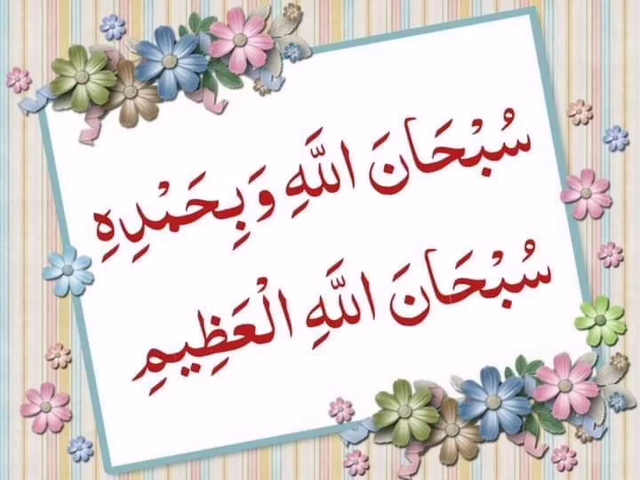 سُبْحَانَ اللَّهِ وَبِحَمْدِهِ
سُبْحَانَ اللَّهِ الْعَظِيمِ